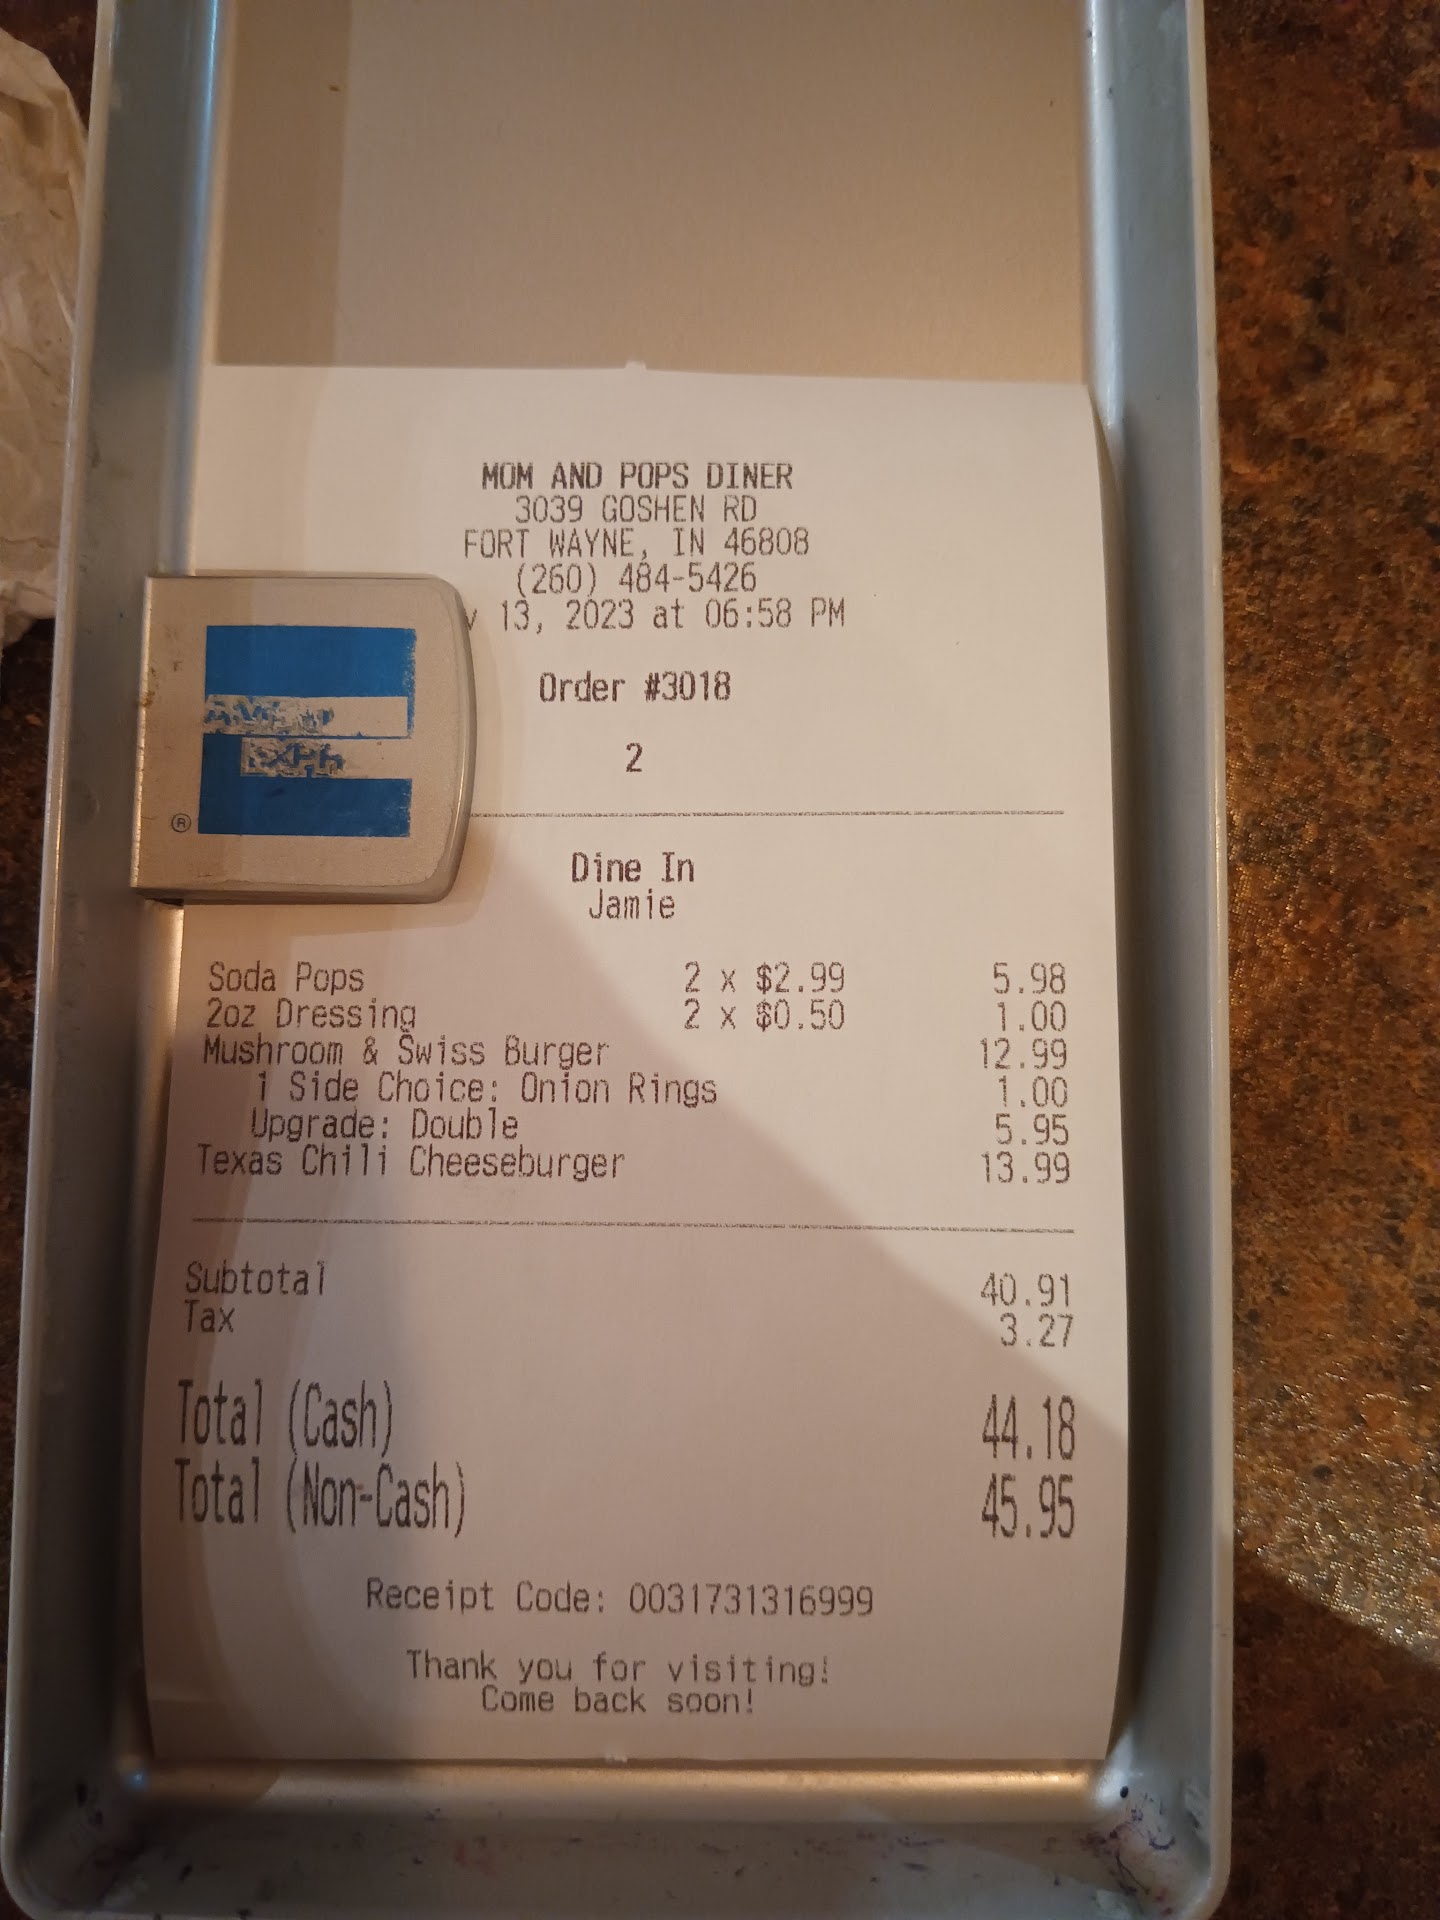 MOM AND POPS DINER
3039 GOSHEN RD
FORT WAYNE, IN 46808
(260) 484-5426
13, 2023 at 06:58 PM
Order #3018
2
®
Dine In
Jamie
Soda Pops 2 x $2.99 5.98
2oz Dressing 2 x $0.50 1.00
Mushroom & Swiss Burger 12.99
1 Side Choice: Onion Rings 1.00
Upgrade: Double 5.95
Texas Chili Cheeseburger 13.99
Subtotal 40.91
Tax 3.27
Total (Cash) 44.18
Total (Non-Cash) 45.95
Receipt Code: 0031731316999
Thank you for visiting!
Come back soon!